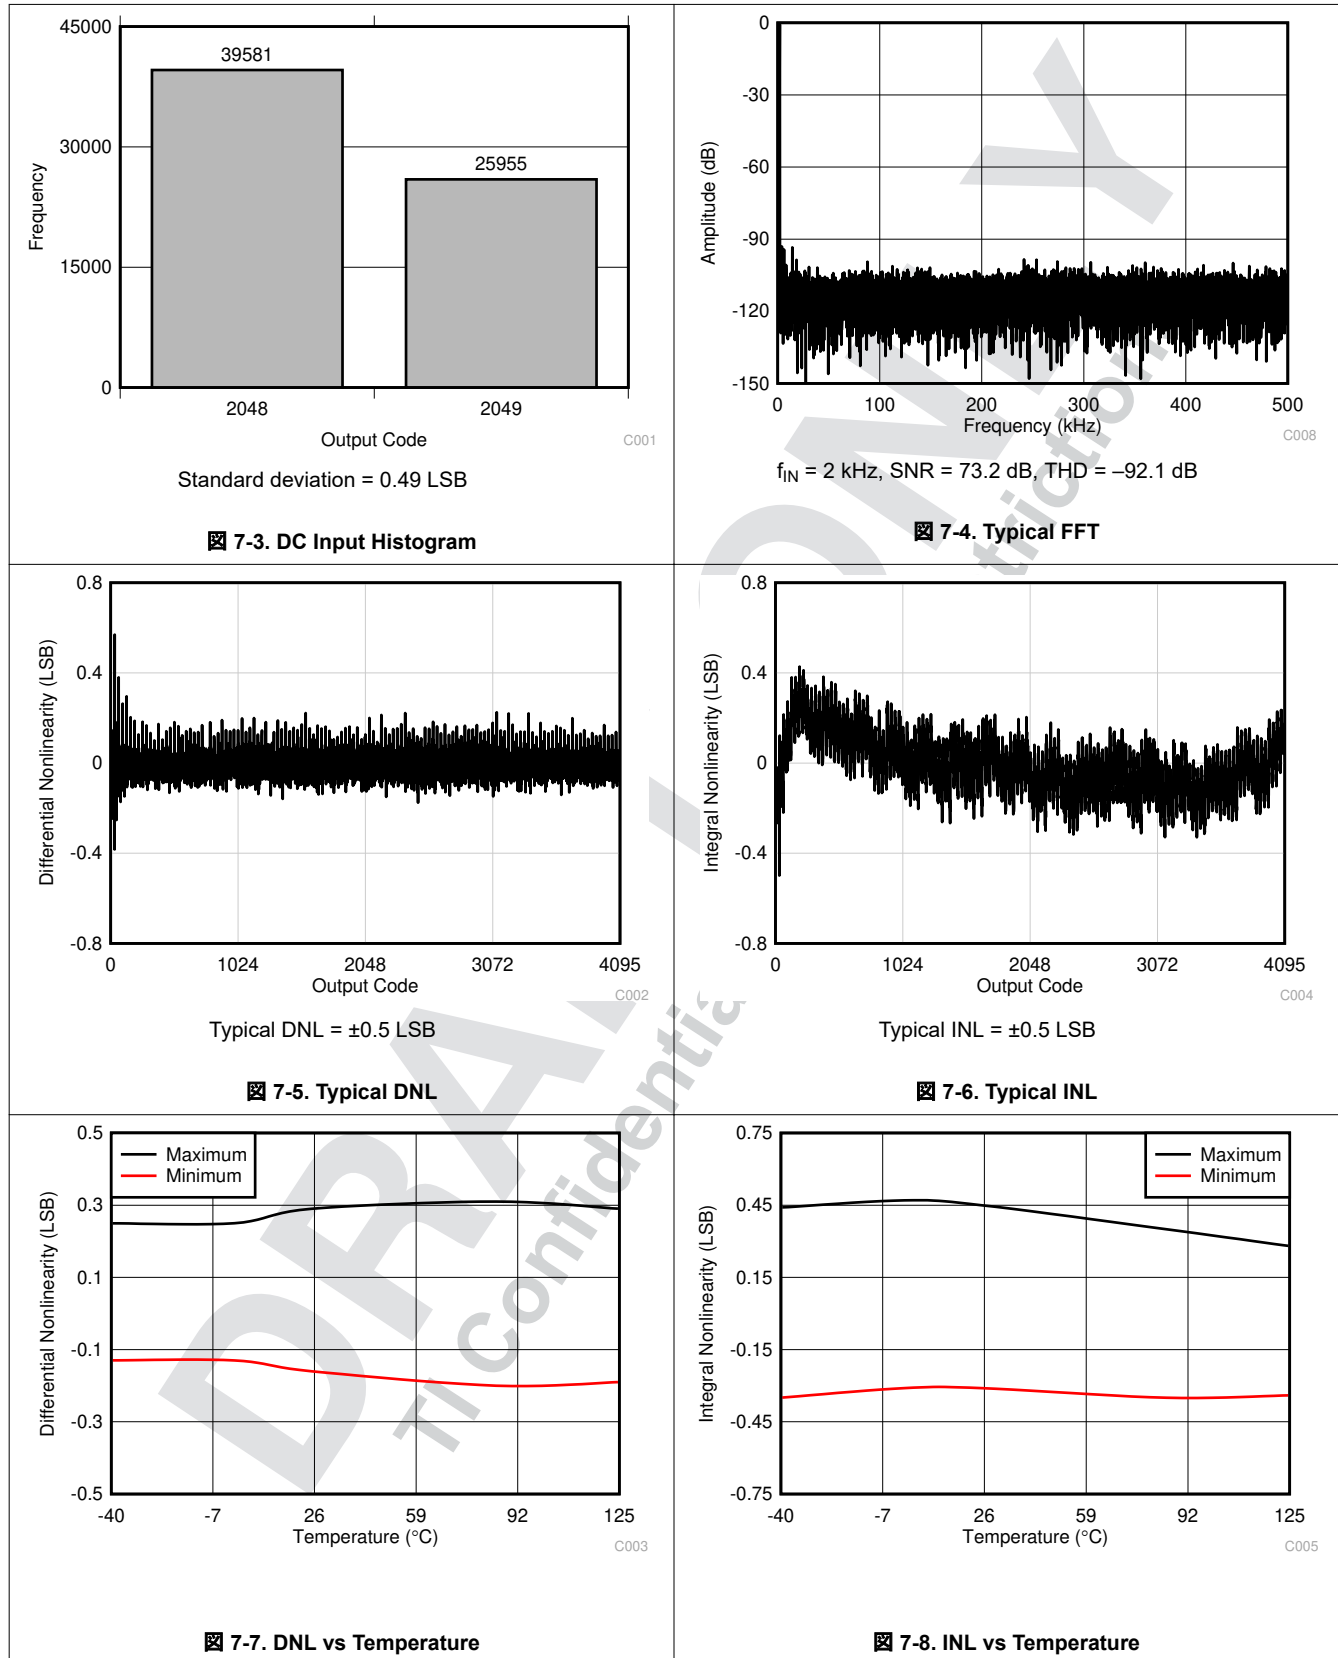 45000
30000
15000
0
Frequency
39581
25955
2048
2049
Output Code
C001
Standard deviation = 0.49 LSB
図 7-3. DC Input Histogram
0
-30
-60
-90
-120
-150
Amplitude (dB)
0 100 200 300 400 500
Frequency (kHz)
C008
fIN = 2 kHz, SNR = 73.2 dB, THD = –92.1 dB
図 7-4. Typical FFT
0.8
0.4
0
-0.4
-0.8
Differential Nonlinearity (LSB)
0 1024 2048 3072 4095
Output Code
C002
Typical DNL = ±0.5 LSB
図 7-5. Typical DNL
0.8
0.4
0
-0.4
-0.8
Integral Nonlinearity (LSB)
0 1024 2048 3072 4095
Output Code
C004
Typical INL = ±0.5 LSB
図 7-6. Typical INL
0.5
0.3
0.1
-0.1
-0.3
-0.5
Differential Nonlinearity (LSB)
Maximum
Minimum
-40 -7 26 59 92 125
Temperature (°C)
C003
図 7-7. DNL vs Temperature
0.75
0.45
0.15
-0.15
-0.45
-0.75
Integral Nonlinearity (LSB)
Maximum
Minimum
-40 -7 26 59 92 125
Temperature (°C)
C005
図 7-8. INL vs Temperature
TI Confidential